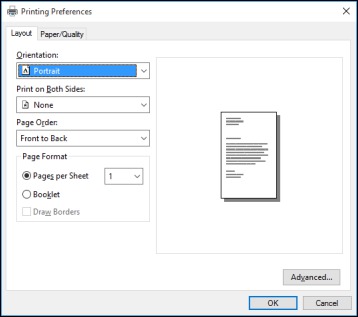 Printing Preferences
Layout Paper/Quality
Orientation:
A Portrait
Print on Both Sides:
None
Page Order:
Front to Back
Page Format
Pages per Sheet 1
Booklet
Draw Borders
Advanced...
OK Cancel